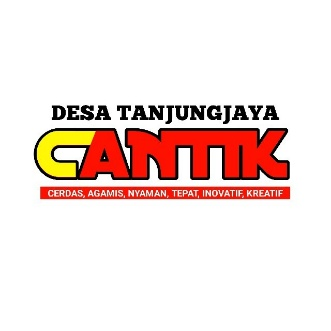 DESA TANJUNGJAYA
CANTIK
CERDAS, AGAMIS, NYAMAN, TEPAT, INOVATIF, KREATIF